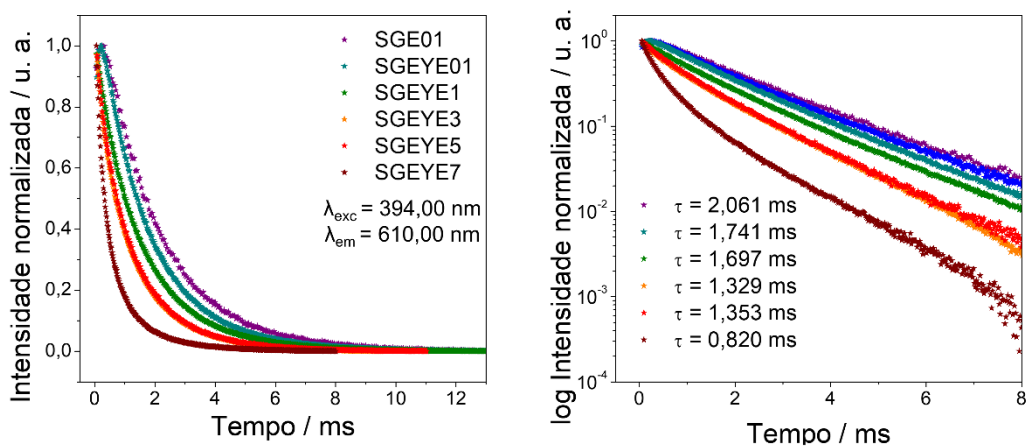 Intensidade normalizada / u. a.
1,0
0,8
0,6
0,4
0,2
0,0
0 2 4 6 8 10 12
Tempo / ms
SGE01
SGEYE01
SGEYE1
SGEYE3
SGEYE5
SGEYE7
λexc = 394,00 nm
λem = 610,00 nm
log Intensidade normalizada / u. a.
10⁰
10⁻¹
10⁻²
10⁻³
10⁻⁴
0 2 4 6 8
Tempo / ms
τ = 2,061 ms
τ = 1,741 ms
τ = 1,697 ms
τ = 1,329 ms
τ = 1,353 ms
τ = 0,820 ms